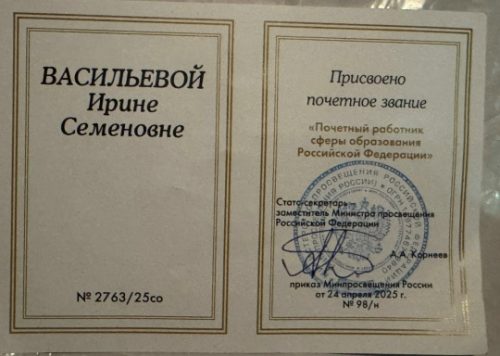 ВАСИЛЬЕВОЙ
Ирине
Семеновне
№ 2763/25со
Присвоено
почетное звание
«Почетный работник
сферы образования
Российской Федерации»
Статс-секретарь-
заместитель Министра просвещения
Российской Федерации
А.А. Корнеев
приказ Минпросвещения России
от 24 апреля 2025 г.
№ 98/н